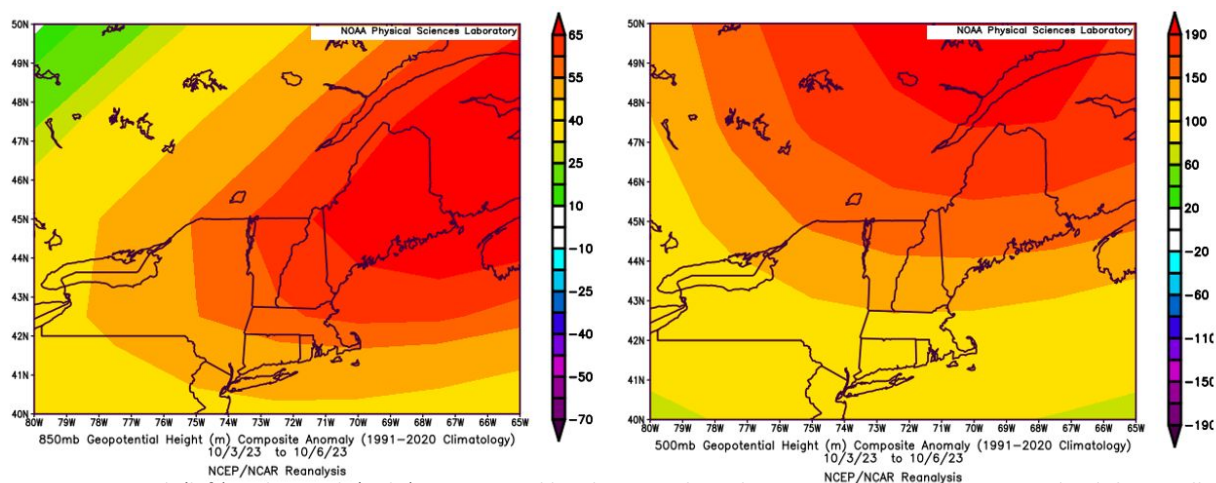 NOAA Physical Sciences Laboratory
50N
49N
48N
47N
46N
45N
44N
43N
42N
41N
40N
80W 79W 78W 77W 76W 75W 74W 73W 72W 71W 70W 69W 68W 67W 66W 65W
65
55
40
25
10
-10
-25
-40
-55
-70
850mb Geopotential Height (m) Composite Anomaly (1991-2020 Climatology)
10/3/23 to 10/6/23
NCEP/NCAR Reanalysis
NOAA Physical Sciences Laboratory
50N
49N
48N
47N
46N
45N
44N
43N
42N
41N
40N
80W 79W 78W 77W 76W 75W 74W 73W 72W 71W 70W 69W 68W 67W 66W 65W
190
150
100
60
20
-20
-60
-110
-150
-190
500mb Geopotential Height (m) Composite Anomaly (1991-2020 Climatology)
10/3/23 to 10/6/23
NCEP/NCAR Reanalysis